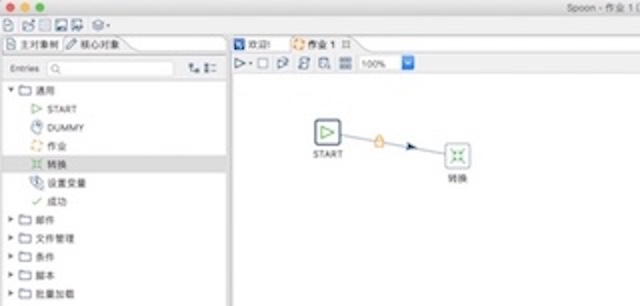 Spoon - 作业 1
主对象树 核心对象
欢迎! 作业 1
Entries
100%
通用
START
DUMMY
作业
转换
设置变量
成功
邮件
文件管理
条件
脚本
批量加载
START
转换